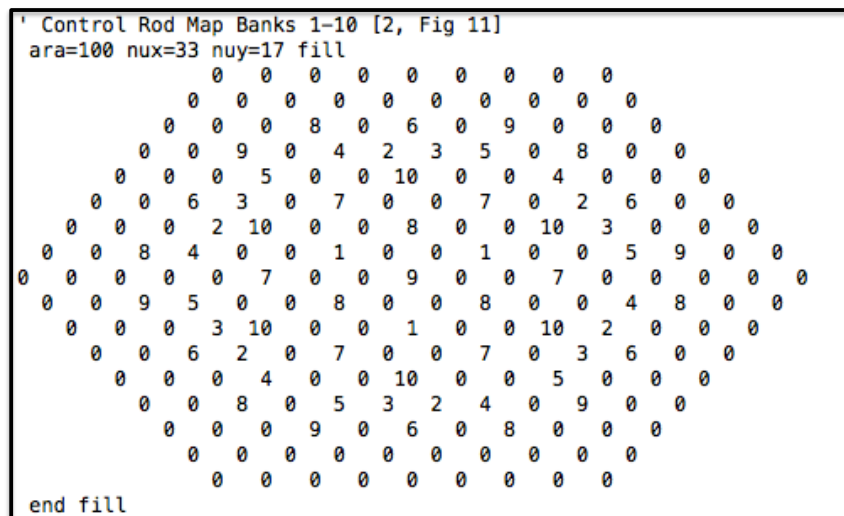 ' Control Rod Map Banks 1-10 [2, Fig 11]
ara=100 nux=33 nuy=17 fill
0 0 0 0 0 0 0 0 0
0 0 0 0 0 0 0 0 0 0
0 0 0 8 0 6 0 9 0 0 0
0 0 9 0 4 2 3 5 0 8 0 0
0 0 0 5 0 0 10 0 0 4 0 0 0
0 0 6 3 0 7 0 0 7 0 2 6 0 0
0 0 0 2 10 0 0 8 0 0 10 3 0 0 0
0 0 8 4 0 0 1 0 0 1 0 0 5 9 0 0
0 0 0 0 0 7 0 0 9 0 0 7 0 0 0 0 0
0 0 9 5 0 0 8 0 0 8 0 0 4 8 0 0
0 0 0 3 10 0 0 1 0 0 10 2 0 0 0
0 0 6 2 0 7 0 0 7 0 3 6 0 0
0 0 0 4 0 0 10 0 0 5 0 0 0
0 0 8 0 5 3 2 4 0 9 0 0
0 0 0 9 0 6 0 8 0 0 0
0 0 0 0 0 0 0 0 0 0
0 0 0 0 0 0 0 0 0
end fill